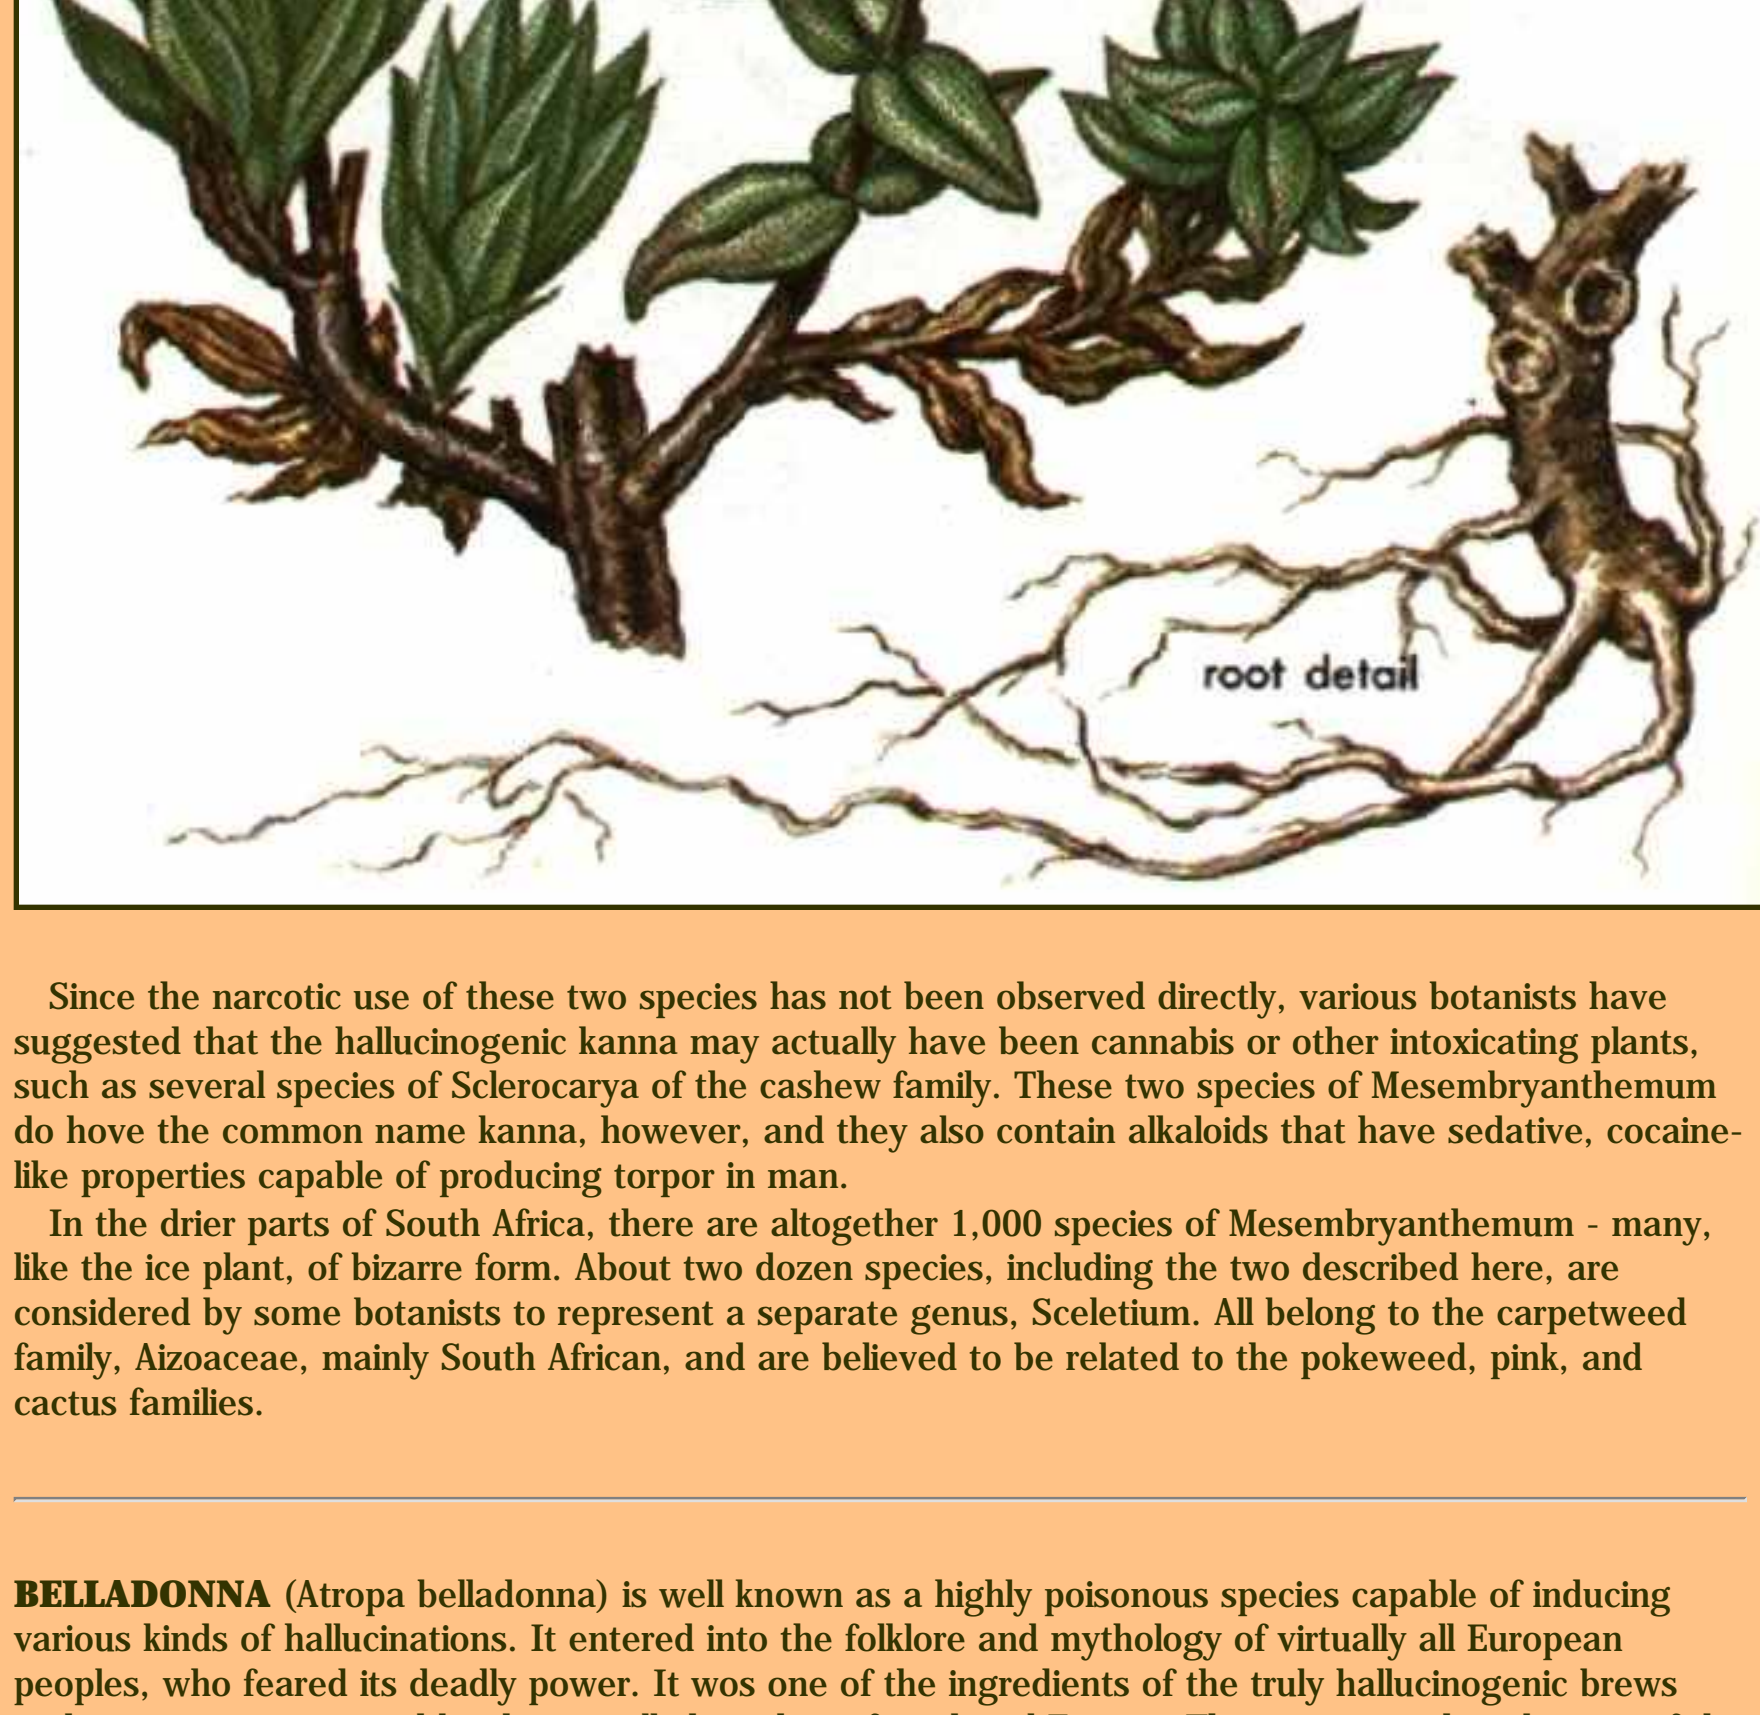 root detail
Since the narcotic use of these two species has not been observed directly, various botanists have
suggested that the hallucinogenic kanna may actually have been cannabis or other intoxicating plants,
such as several species of Sclerocarya of the cashew family. These two species of Mesembryanthemum
do hove the common name kanna, however, and they also contain alkaloids that have sedative, cocaine-
like properties capable of producing torpor in man.
In the drier parts of South Africa, there are altogether 1,000 species of Mesembryanthemum - many,
like the ice plant, of bizarre form. About two dozen species, including the two described here, are
considered by some botanists to represent a separate genus, Sceletium. All belong to the carpetweed
family, Aizoaceae, mainly South African, and are believed to be related to the pokeweed, pink, and
cactus families.
BELLADONNA (Atropa belladonna) is well known as a highly poisonous species capable of inducing
various kinds of hallucinations. It entered into the folklore and mythology of virtually all European
peoples, who feared its deadly power. It wos one of the ingredients of the truly hallucinogenic brews